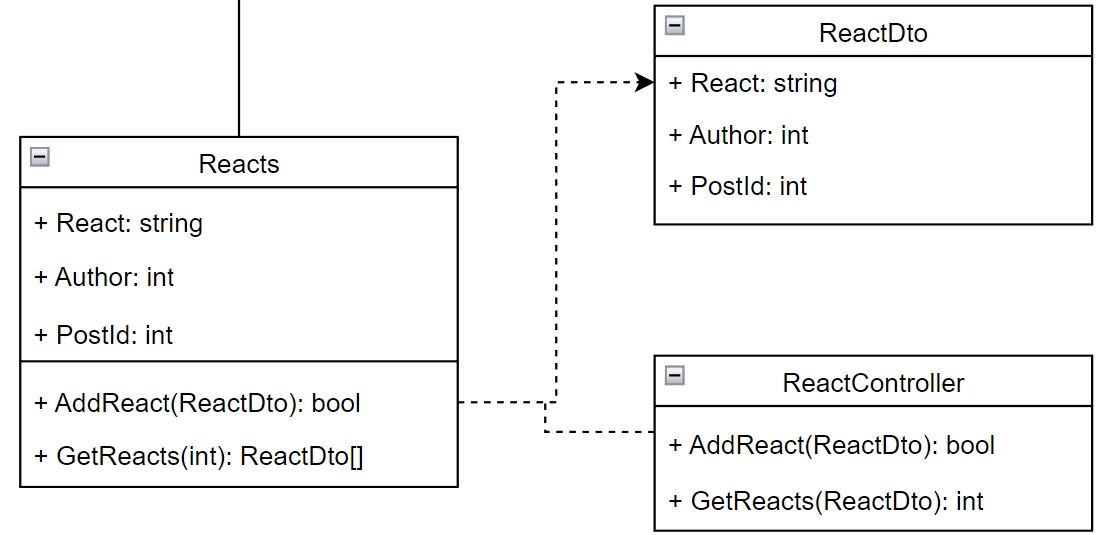 Reacts
+ React: string
+ Author: int
+ PostId: int
+ AddReact(ReactDto): bool
+ GetReacts(int): ReactDto[]
ReactDto
+ React: string
+ Author: int
+ PostId: int
ReactController
+ AddReact(ReactDto): bool
+ GetReacts(ReactDto): int